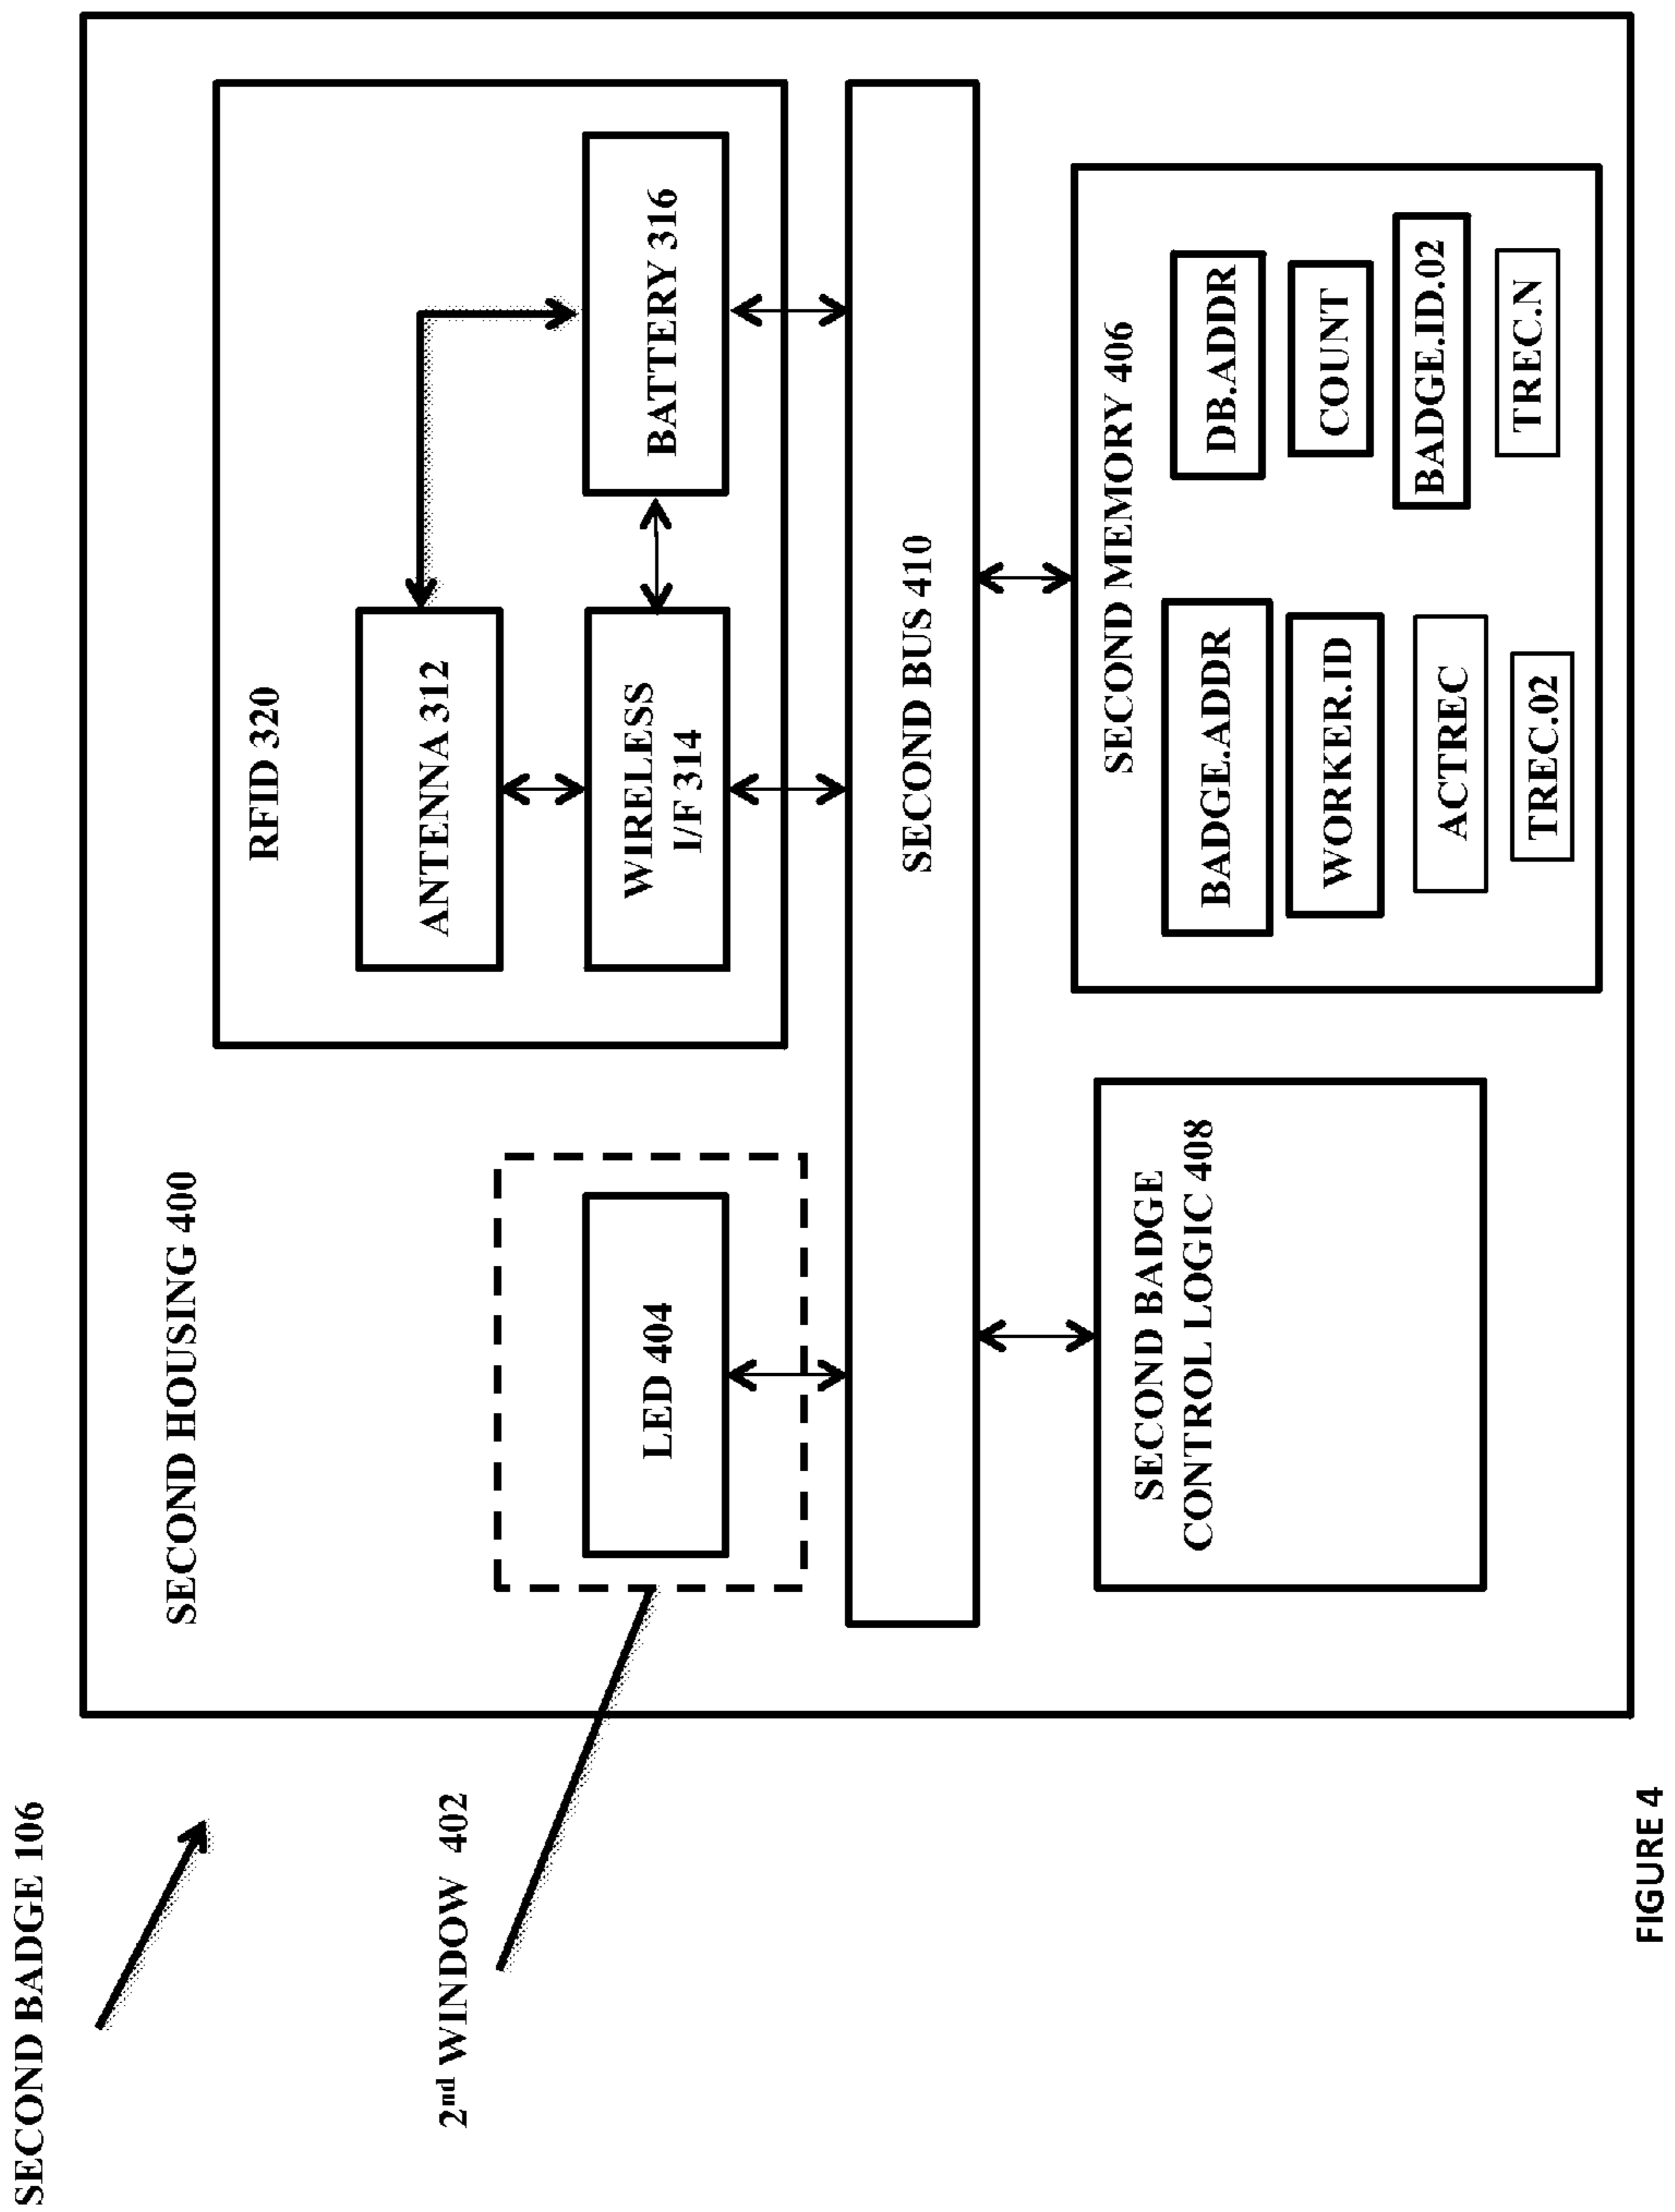 SECOND BADGE 106
SECOND HOUSING 400
RFID 320
ANTENNA 312
2nd WINDOW 402
LED 404
WIRELESS
I/F 314
BATTERY 316
SECOND BUS 410
SECOND BADGE
CONTROL LOGIC 408
SECOND MEMORY 406
BADGE.ADDR
DB.ADDR
WORKER.ID
COUNT
ACTREC
BADGE.ID.02
TREC.02
TREC.N
FIGURE 4